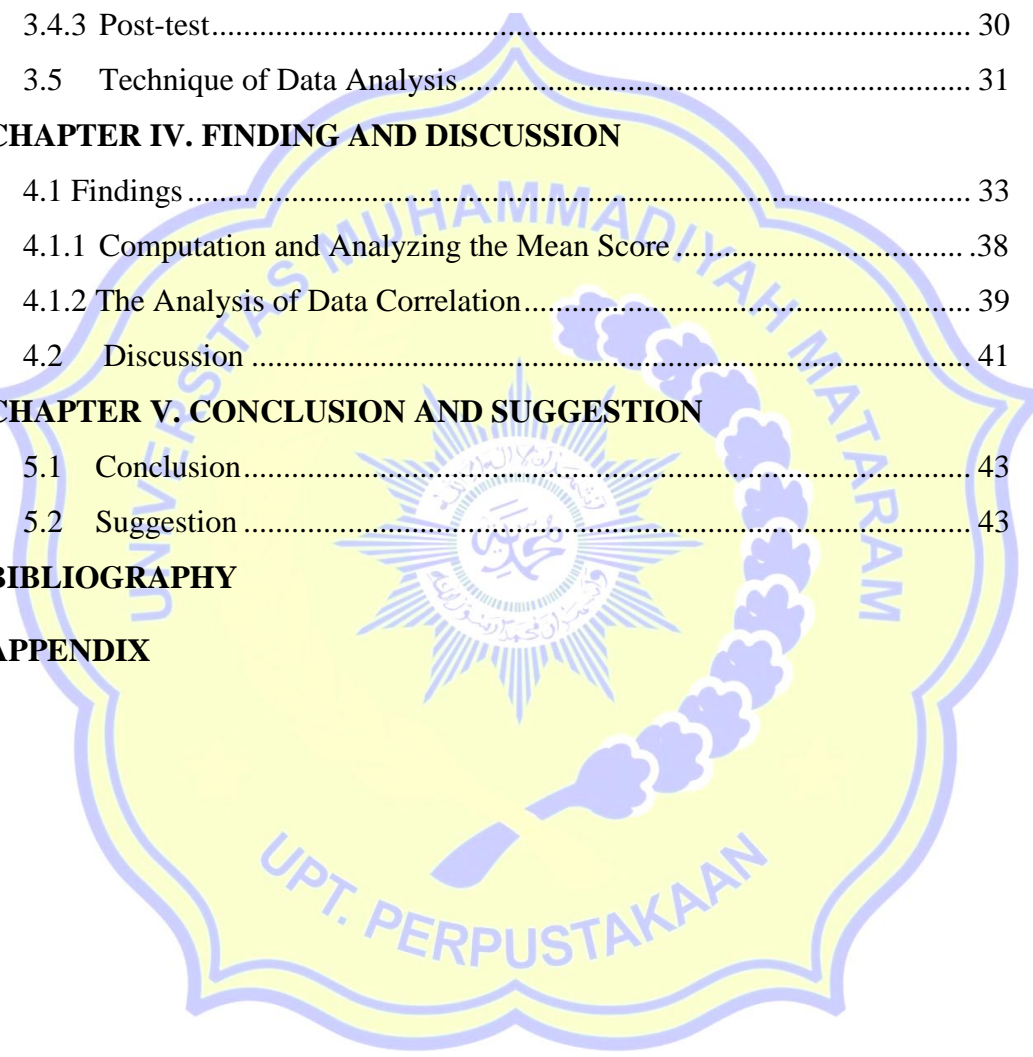 3.4.3 Post-test........................................................................................ 30
3.5 Technique of Data Analysis........................................................... 31
CHAPTER IV. FINDING AND DISCUSSION
4.1 Findings ........................................................................................... 33
4.1.1 Computation and Analyzing the Mean Score ................................. .38
4.1.2 The Analysis of Data Correlation.................................................... 39
4.2 Discussion .................................................................................... 41
CHAPTER V. CONCLUSION AND SUGGESTION
5.1 Conclusion..................................................................................... 43
5.2 Suggestion ..................................................................................... 43
BIBLIOGRAPHY
APPENDIX
UNIVERSITAS MUHAMMADIYAH MATARAM
UPT. PERPUSTAKAAN